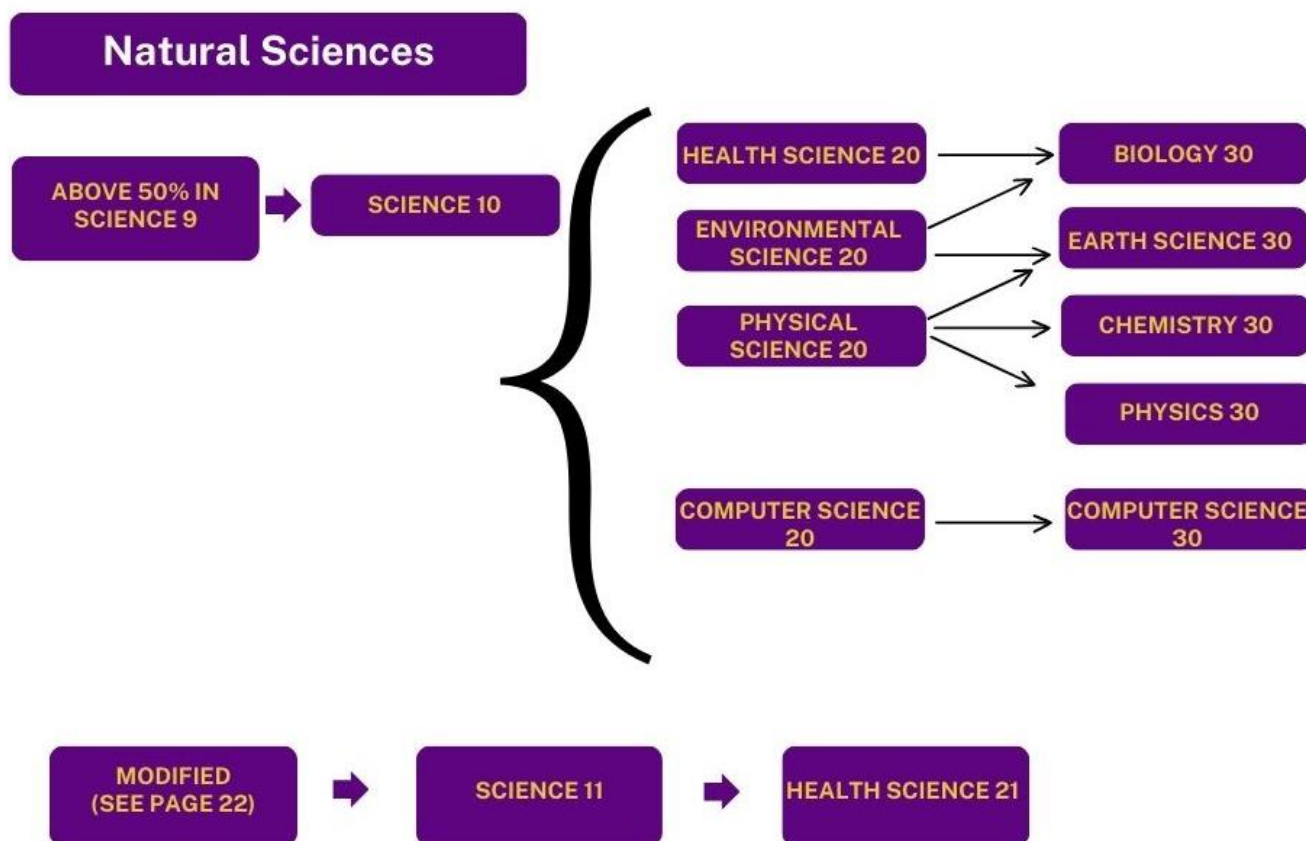 Natural Sciences
ABOVE 50% IN
SCIENCE 9
SCIENCE 10
HEALTH SCIENCE 20
BIOLOGY 30
ENVIRONMENTAL
SCIENCE 20
EARTH SCIENCE 30
PHYSICAL
SCIENCE 20
CHEMISTRY 30
PHYSICS 30
COMPUTER SCIENCE
20
COMPUTER SCIENCE
30
MODIFIED
(SEE PAGE 22)
SCIENCE 11
HEALTH SCIENCE 21